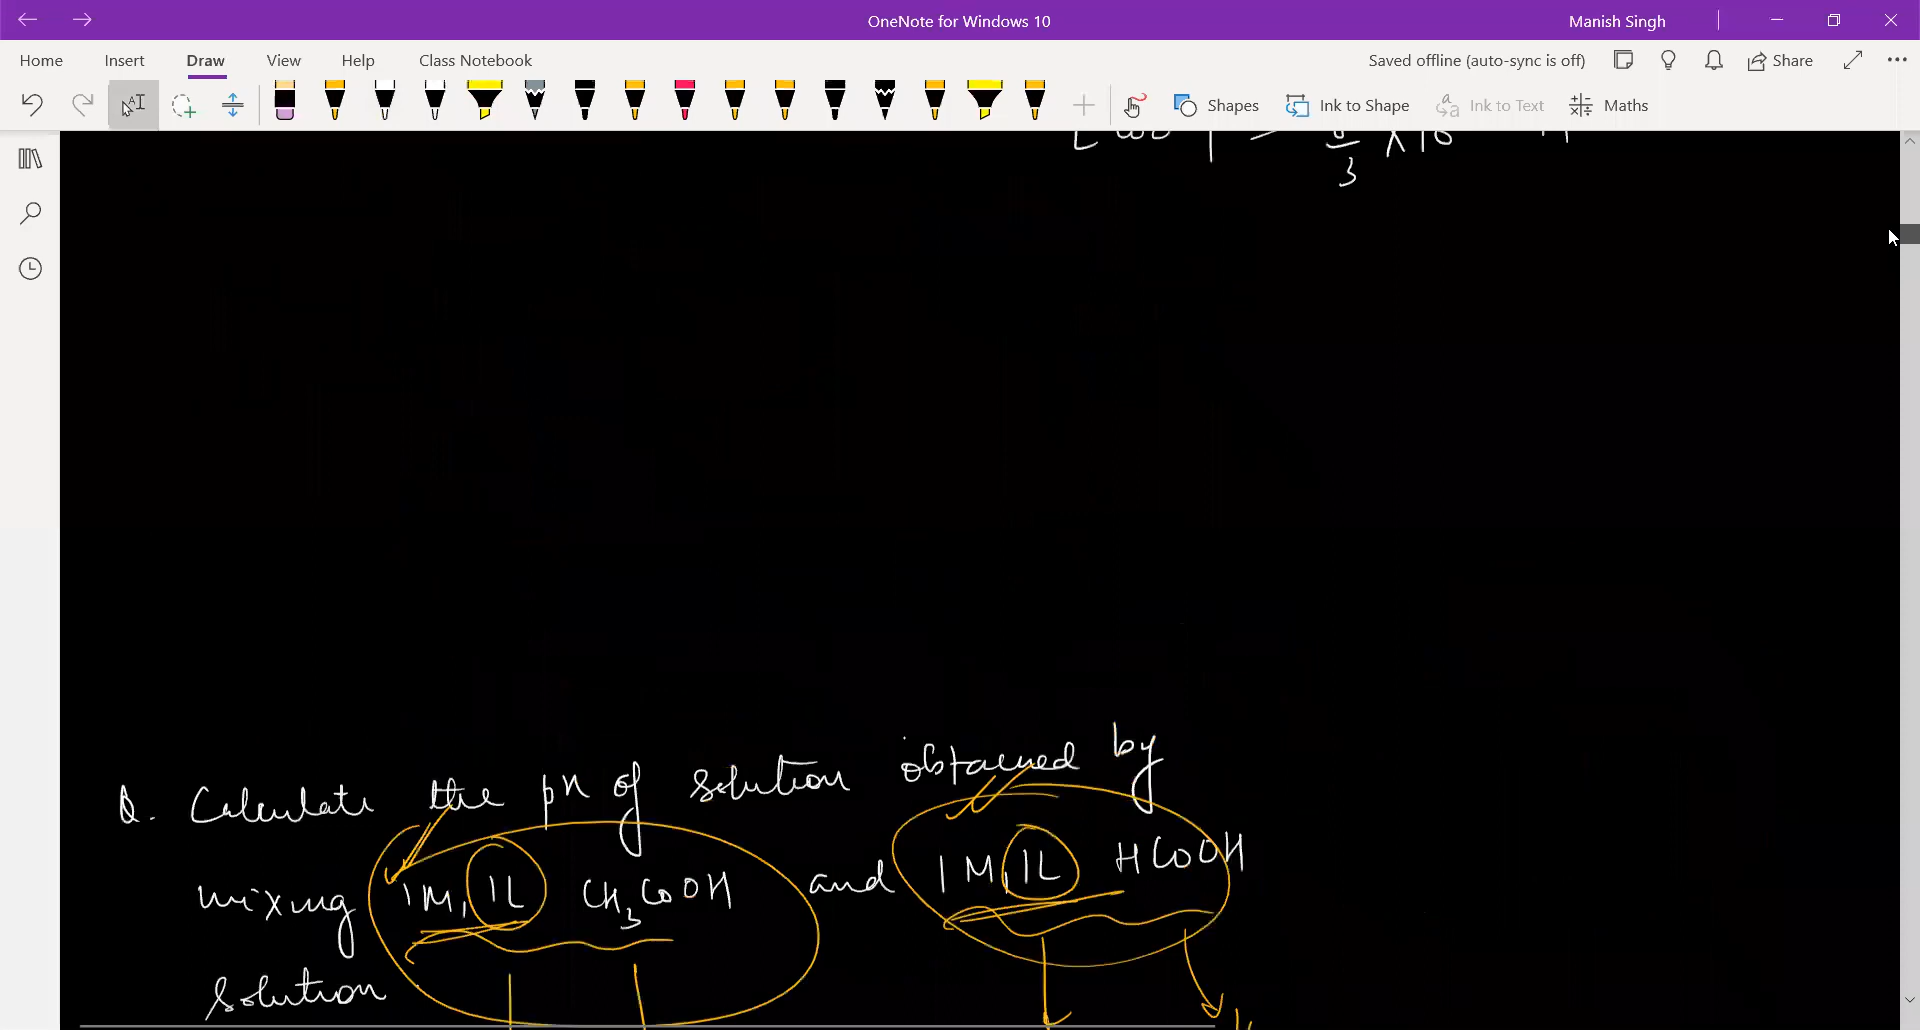 OneNote for Windows 10
Manish Singh
Home Insert Draw View Help Class Notebook
Saved offline (auto-sync is off) Share
Shapes Ink to Shape Ink to Text Maths
3
Q. Calculate the pH of solution obtained by
mixing 1M, 1L CH3COOH and 1M, 1L HCOOH
solution